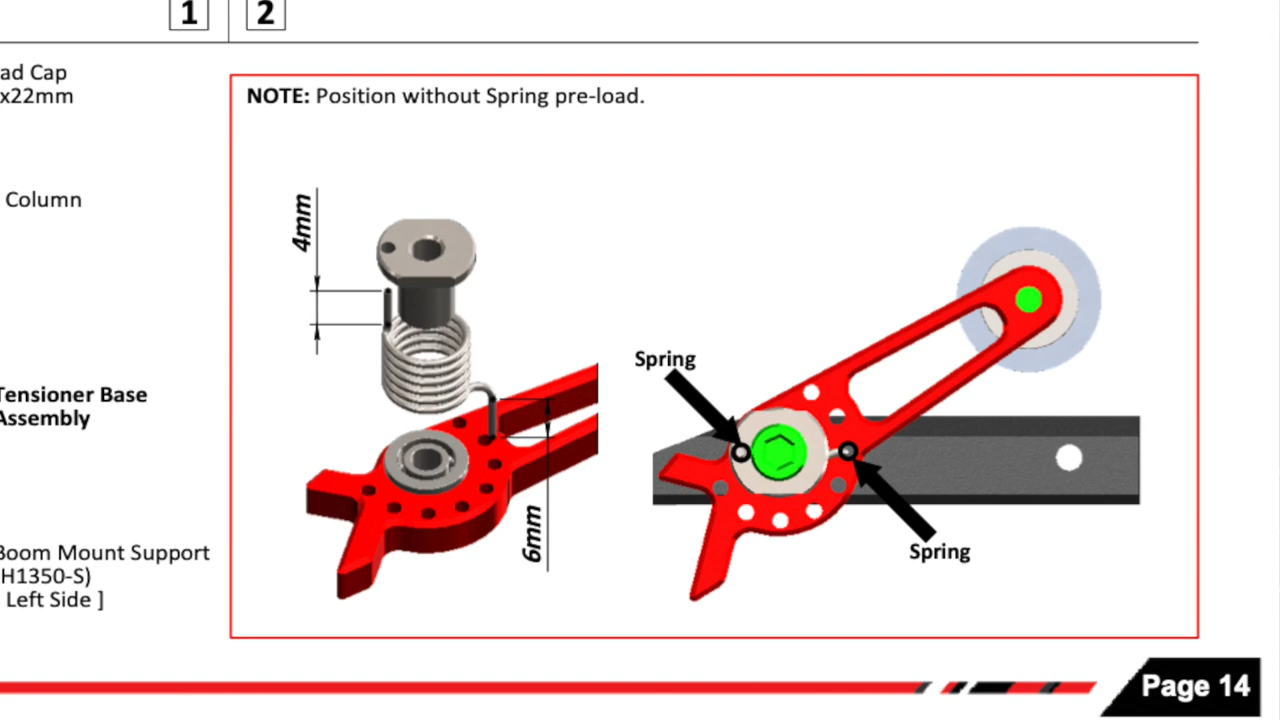 1 2
ad Cap
x22mm
Column
Tensioner Base
Assembly
Boom Mount Support
H1350-S)
Left Side ]
NOTE: Position without Spring pre-load.
4mm
6mm
Spring
Spring
Page 14